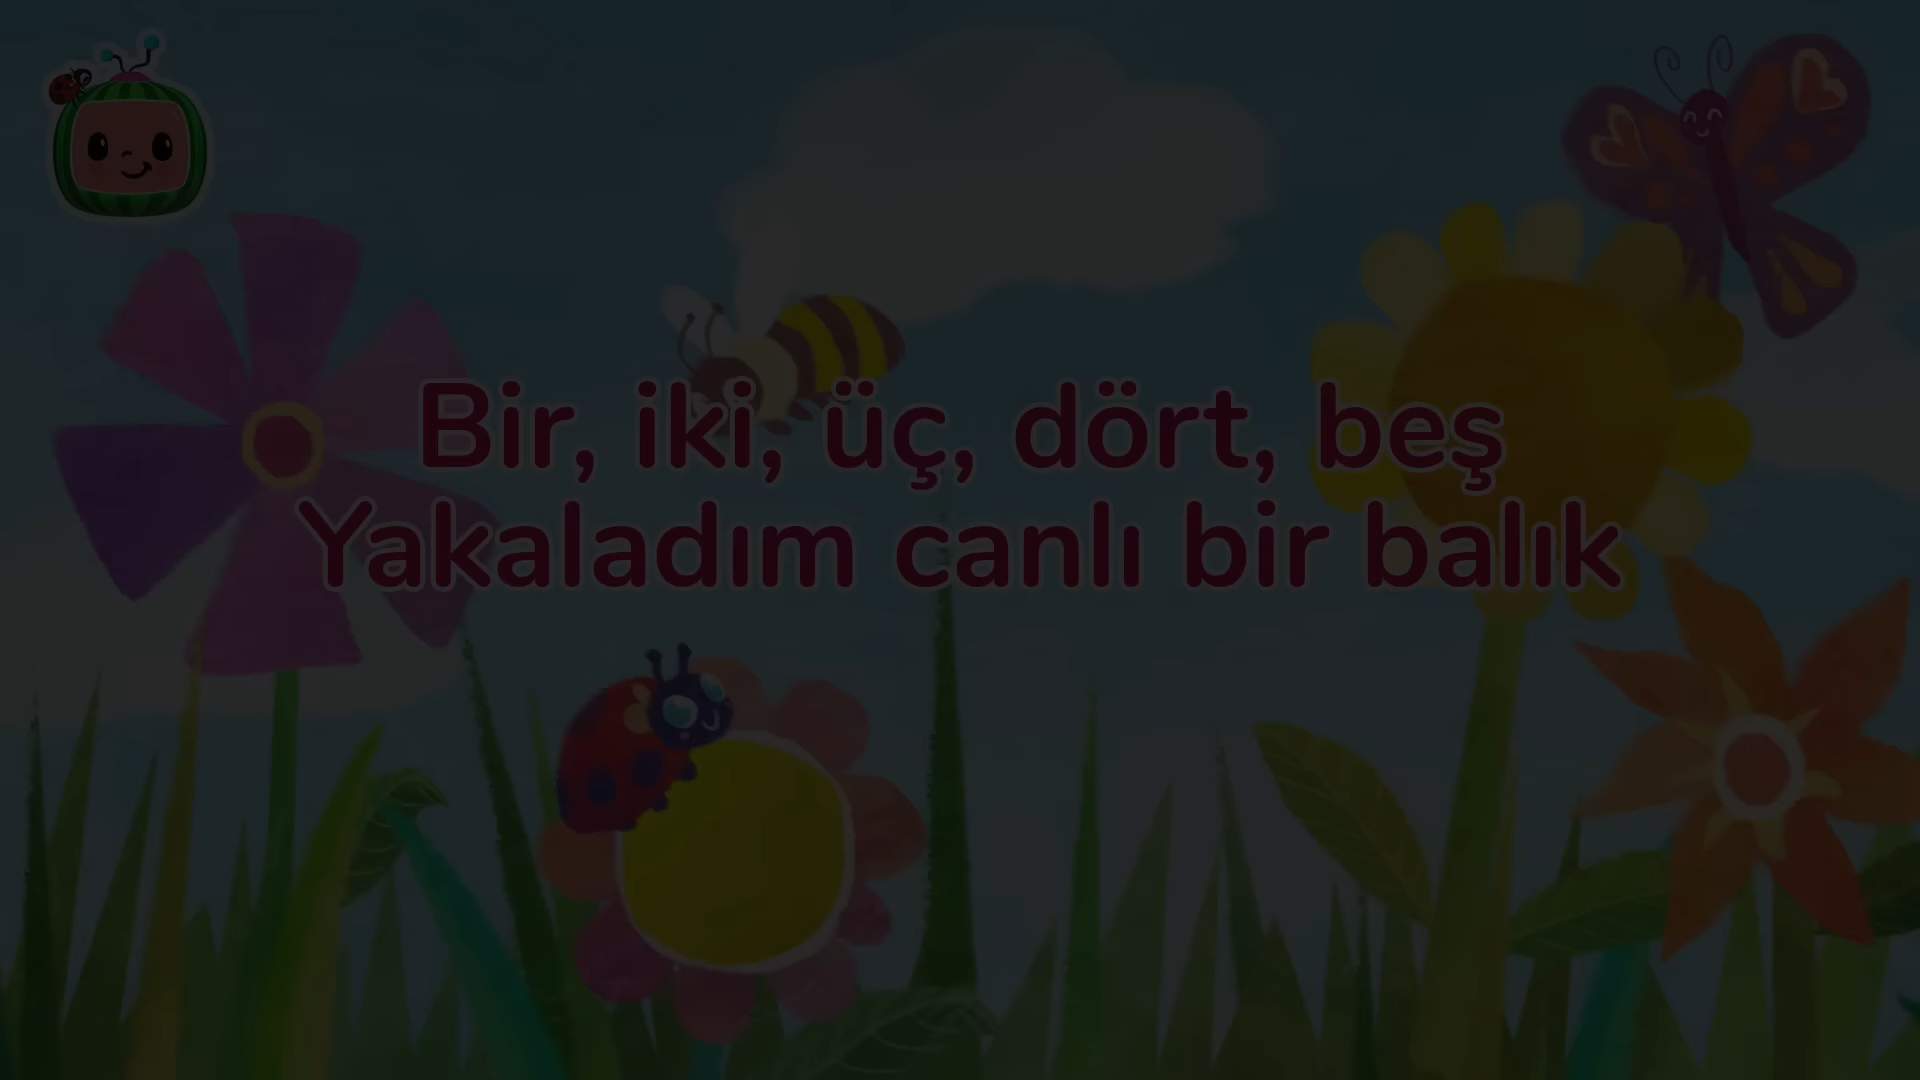 Bir, iki, üç, dört, beş
Yakaladım canlı bir balık